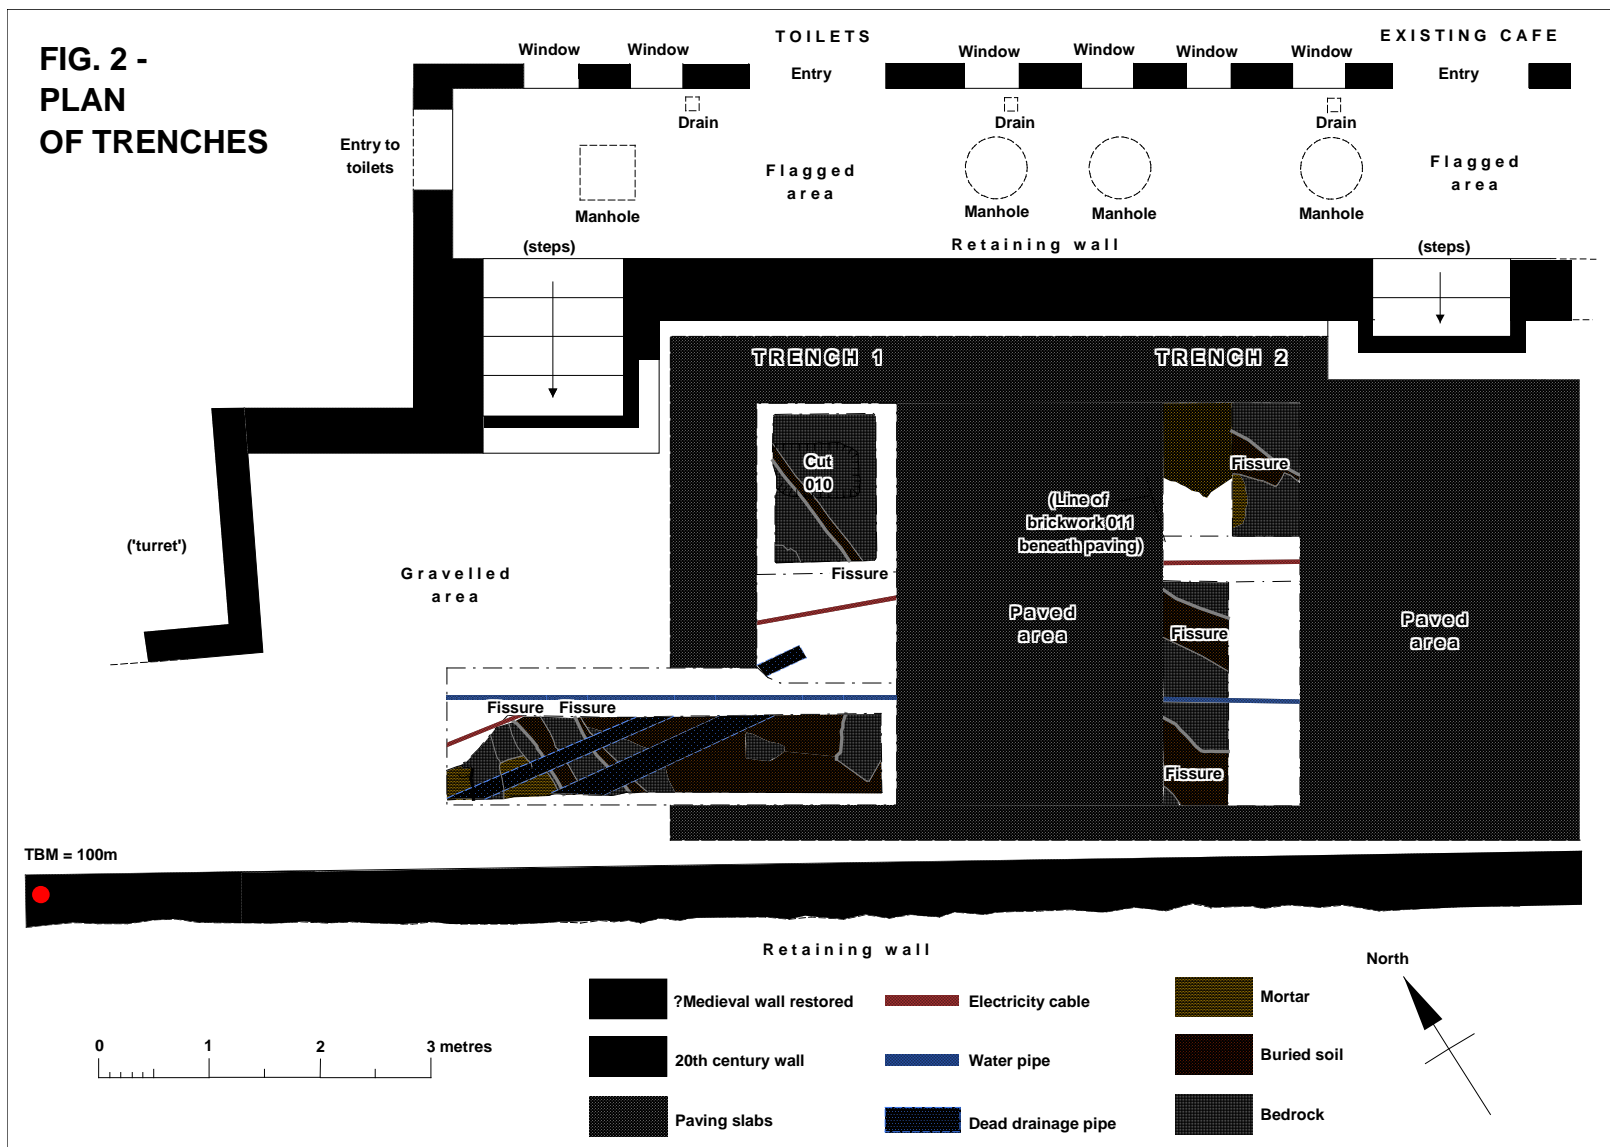 FIG. 2 -
PLAN
OF TRENCHES
TOILETS
EXISTING CAFE
Window
Window
Window
Window
Window
Window
Entry
Entry
Drain
Drain
Drain
Entry to
toilets
Flagged
area
Flagged
area
Manhole
Manhole
Manhole
Manhole
(steps)
Retaining wall
(steps)
TRENCH 1
TRENCH 2
Cut
010
Fissure
(Line of
brickwork 011
beneath paving)
('turret')
Gravelled
area
Fissure
Paved
area
Paved
area
Fissure
Fissure
Fissure
Fissure
TBM = 100m
Retaining wall
North
?Medieval wall restored
Electricity cable
Mortar
0
1
2
3 metres
20th century wall
Water pipe
Buried soil
Paving slabs
Dead drainage pipe
Bedrock